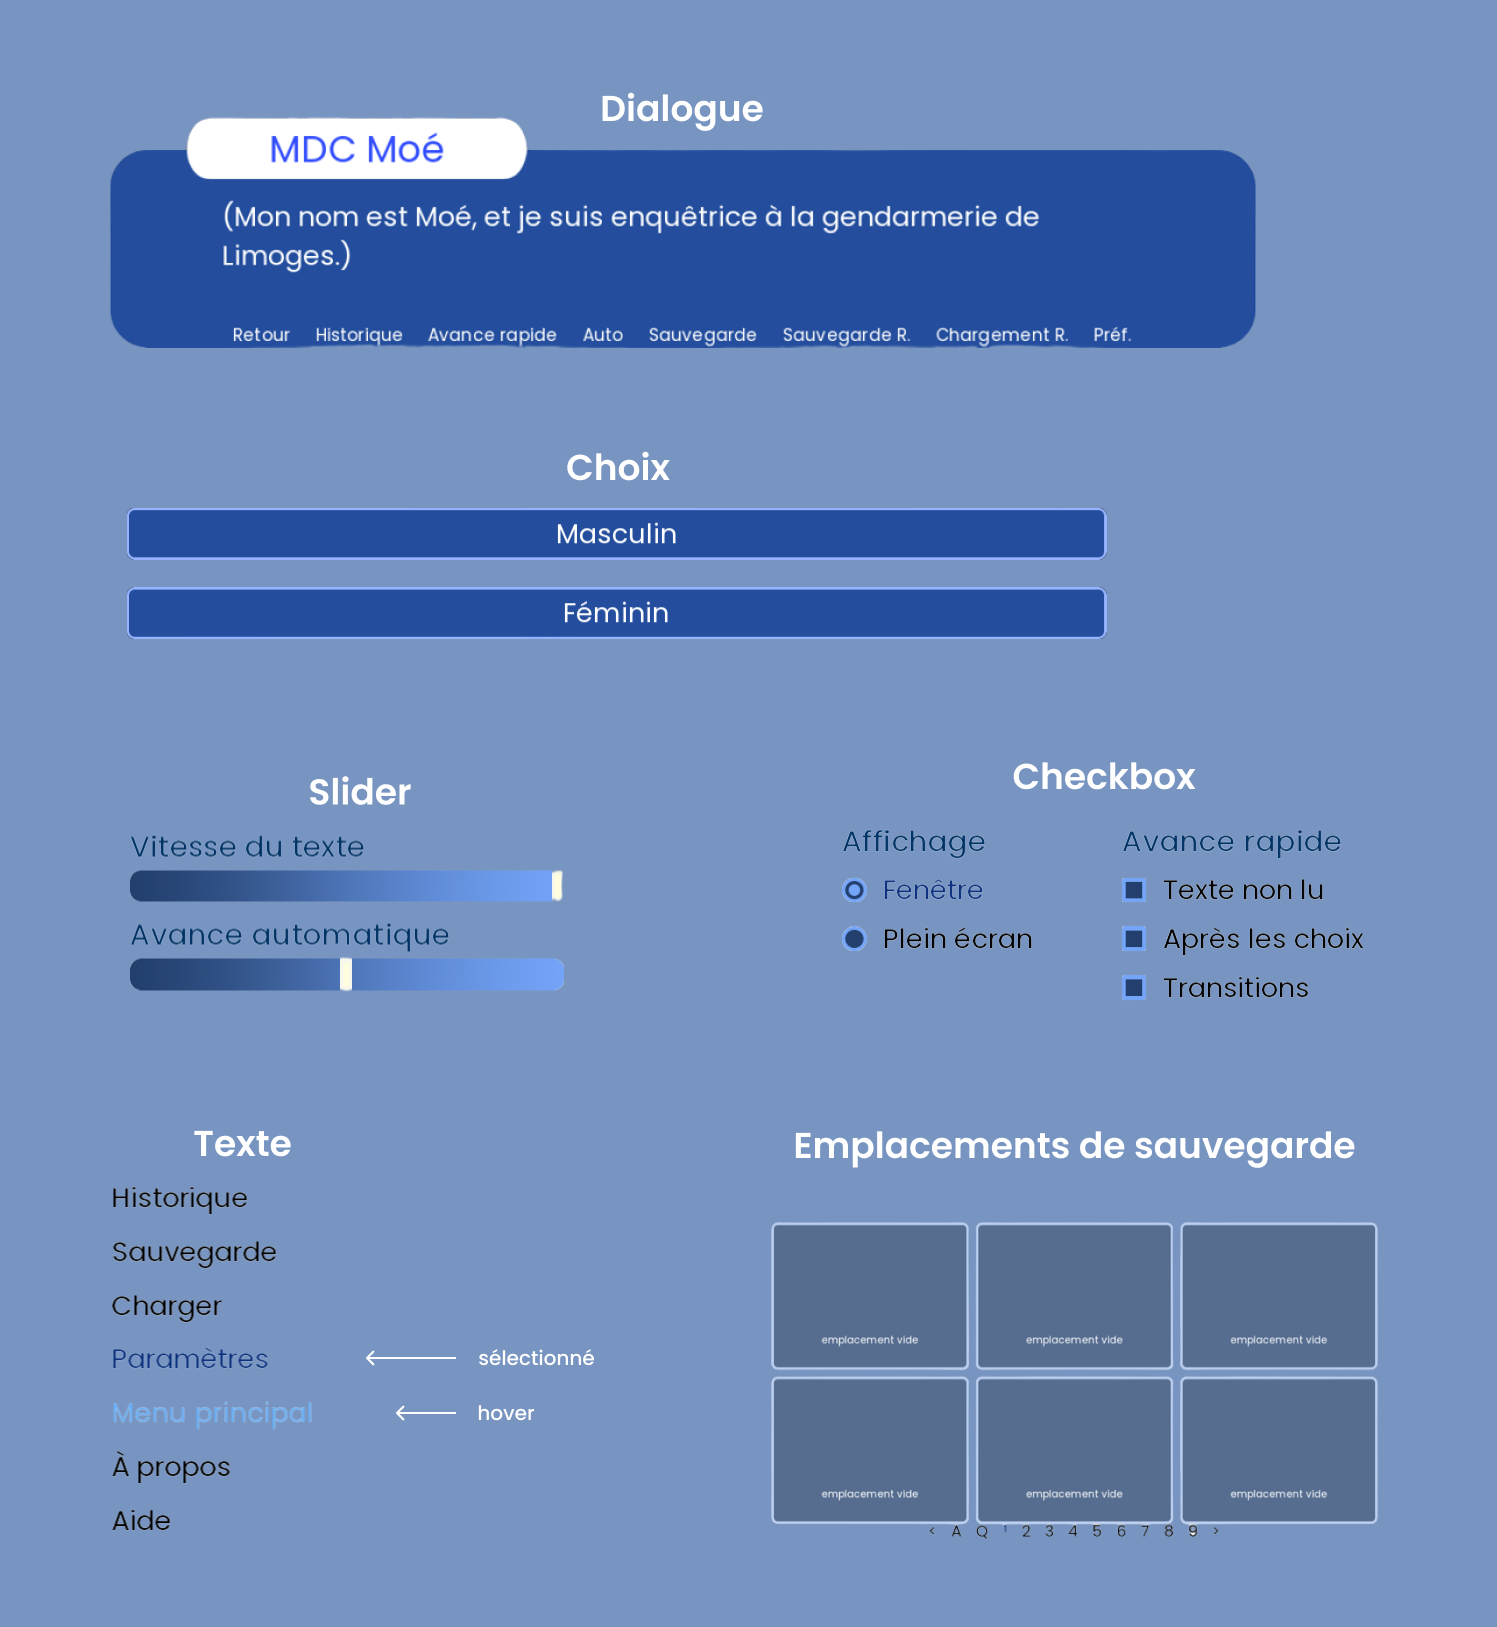 Dialogue
MDC Moé
(Mon nom est Moé, et je suis enquêtrice à la gendarmerie de
Limoges.)
Retour Historique Avance rapide Auto Sauvegarde Sauvegarde R. Chargement R. Préf.
Choix
Masculin
Féminin
Slider
Vitesse du texte
Avance automatique
Checkbox
Affichage
Fenêtre
Plein écran
Avance rapide
Texte non lu
Après les choix
Transitions
Texte
Historique
Sauvegarde
Charger
Paramètres
sélectionné
Menu principal
hover
À propos
Aide
Emplacements de sauvegarde
emplacement vide emplacement vide emplacement vide
emplacement vide emplacement vide emplacement vide
< A Q 1 2 3 4 5 6 7 8 9 >